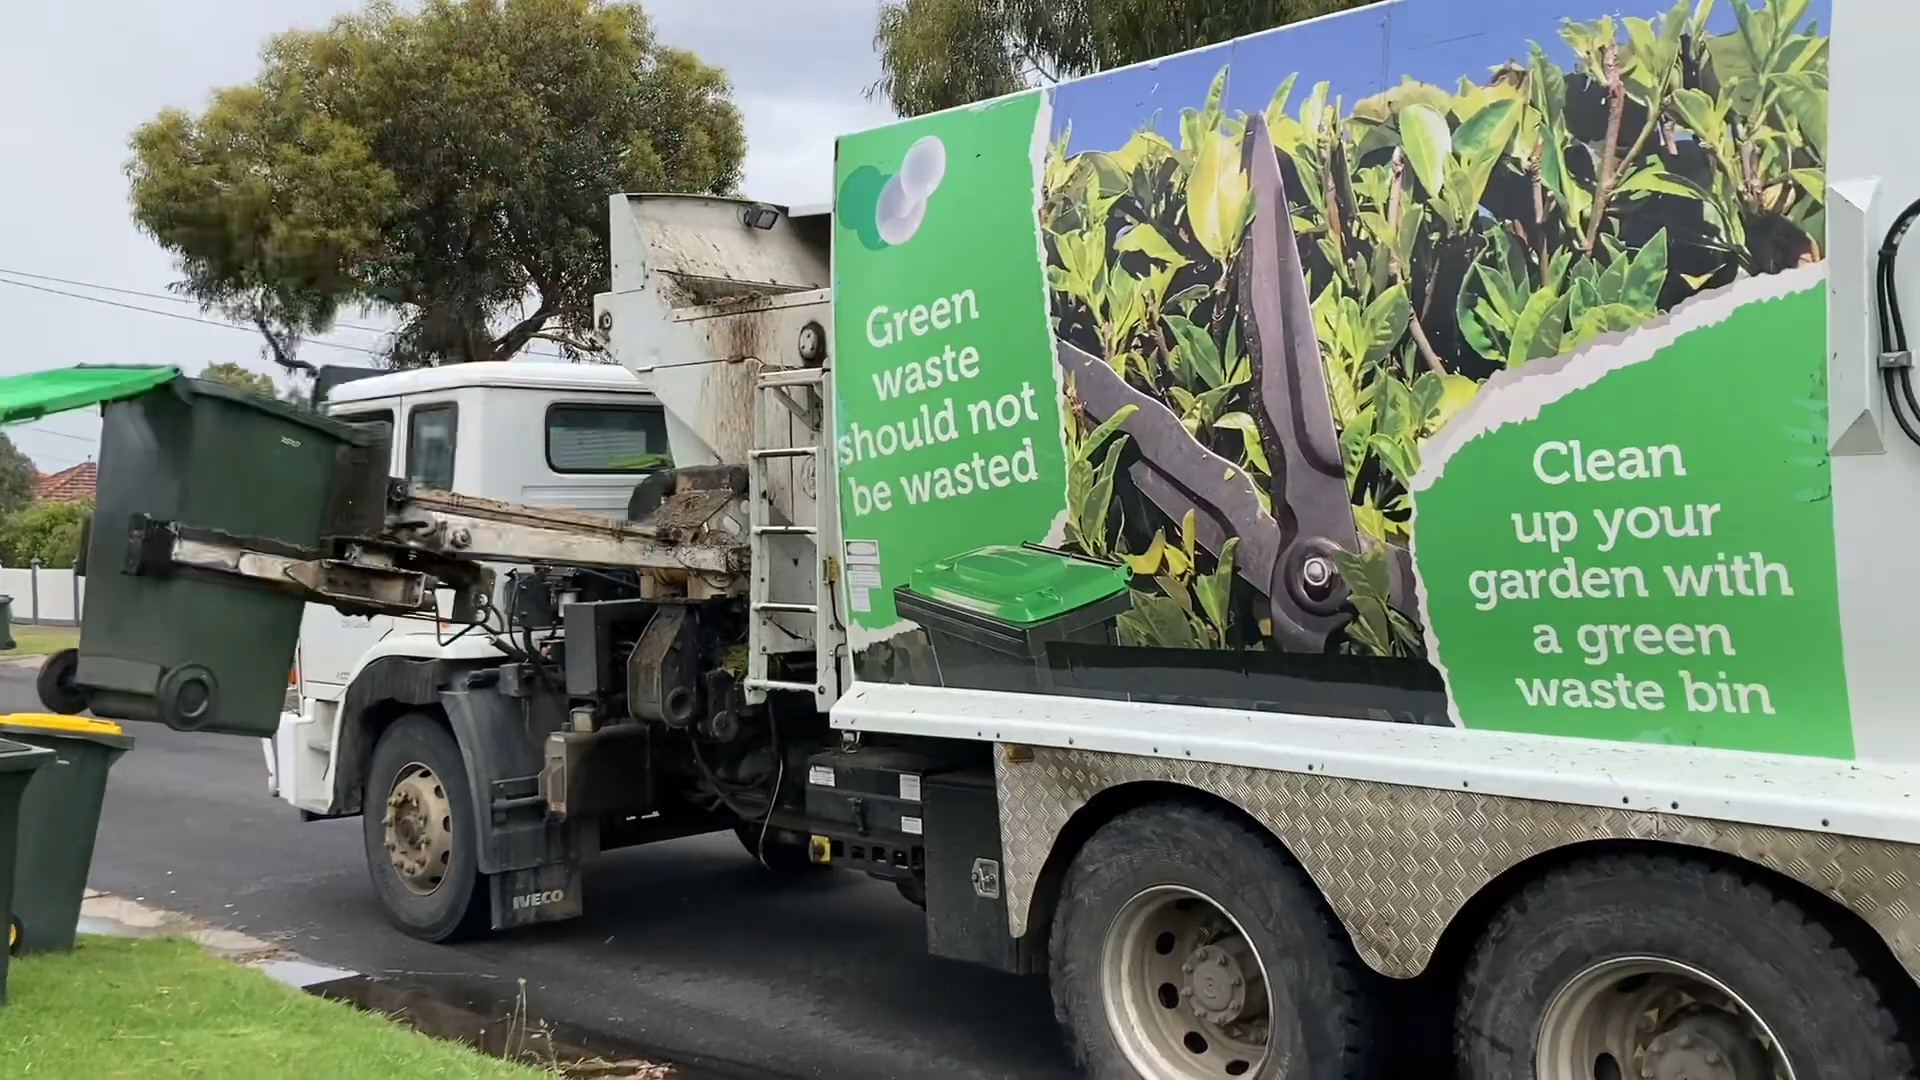 Green
waste
should not
be wasted
Clean
up your
garden with
a green
waste bin
IVECO